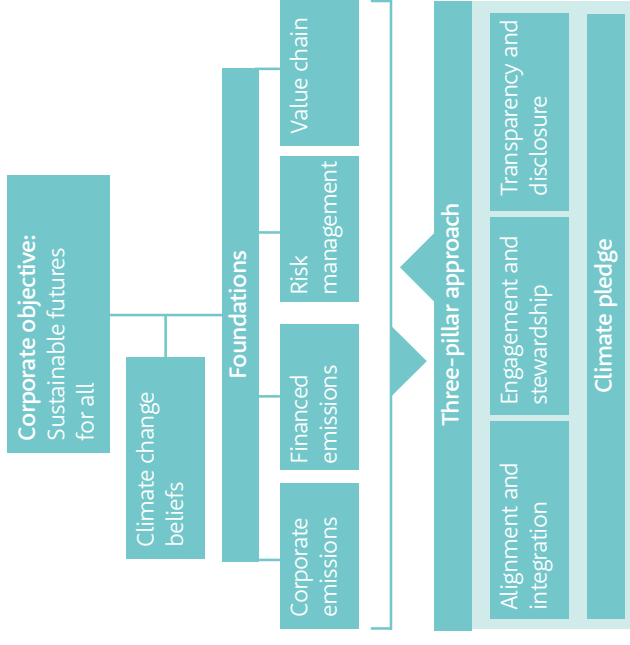 Corporate objective:
Sustainable futures
for all
Climate change
beliefs
Foundations
Corporate
emissions
Financed
emissions
Risk
management
Value chain
Three-pillar approach
Alignment and
integration
Engagement and
stewardship
Transparency and
disclosure
Climate pledge